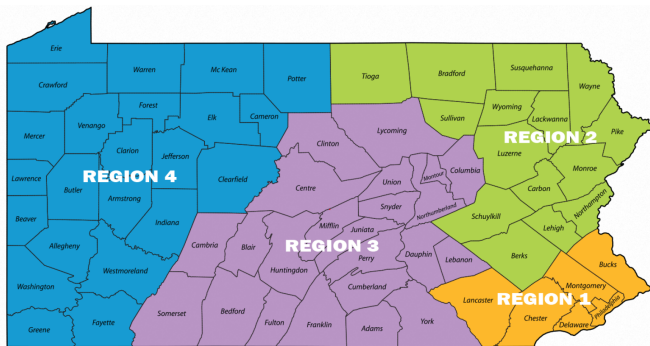 Erie
Crawford
Warren
Mc Kean
Potter
Tioga
Bradford
Susquehanna
Wayne
Forest
Elk
Cameron
Venango
Mercer
Clarion
Jefferson
Clearfield
Clinton
Lycoming
Sullivan
Wyoming
Lackwanna
Pike
REGION 2
Luzerne
Monroe
Lawrence
REGION 4
Butler
Armstrong
Centre
Union
Montour
Columbia
Carbon
Northampton
Beaver
Indiana
Snyder
Northumberland
Schuylkill
Lehigh
Allegheny
Cambria
Blair
Mifflin
Juniata
REGION 3
Perry
Dauphin
Lebanon
Berks
Bucks
Washington
Westmoreland
Huntingdon
Cumberland
Montgomery
REGION 1
Lancaster
Philadelphia
Greene
Fayette
Somerset
Bedford
Fulton
Franklin
Adams
York
Chester
Delaware